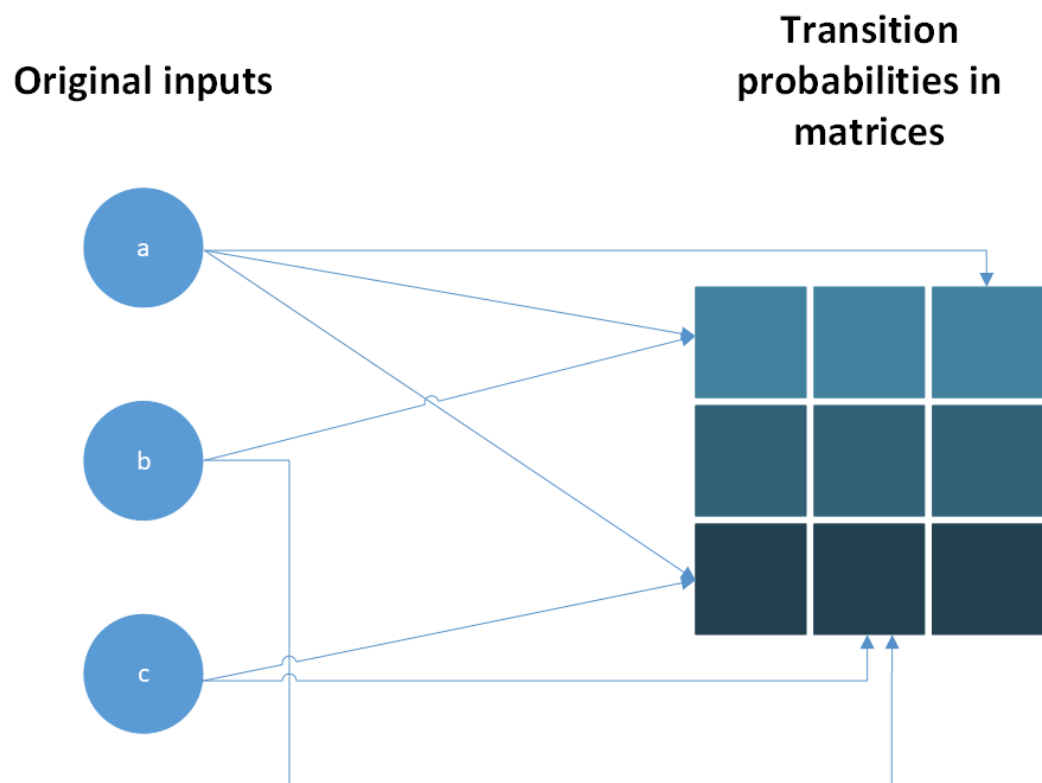 Original inputs
Transition
probabilities in
matrices
a
b
c